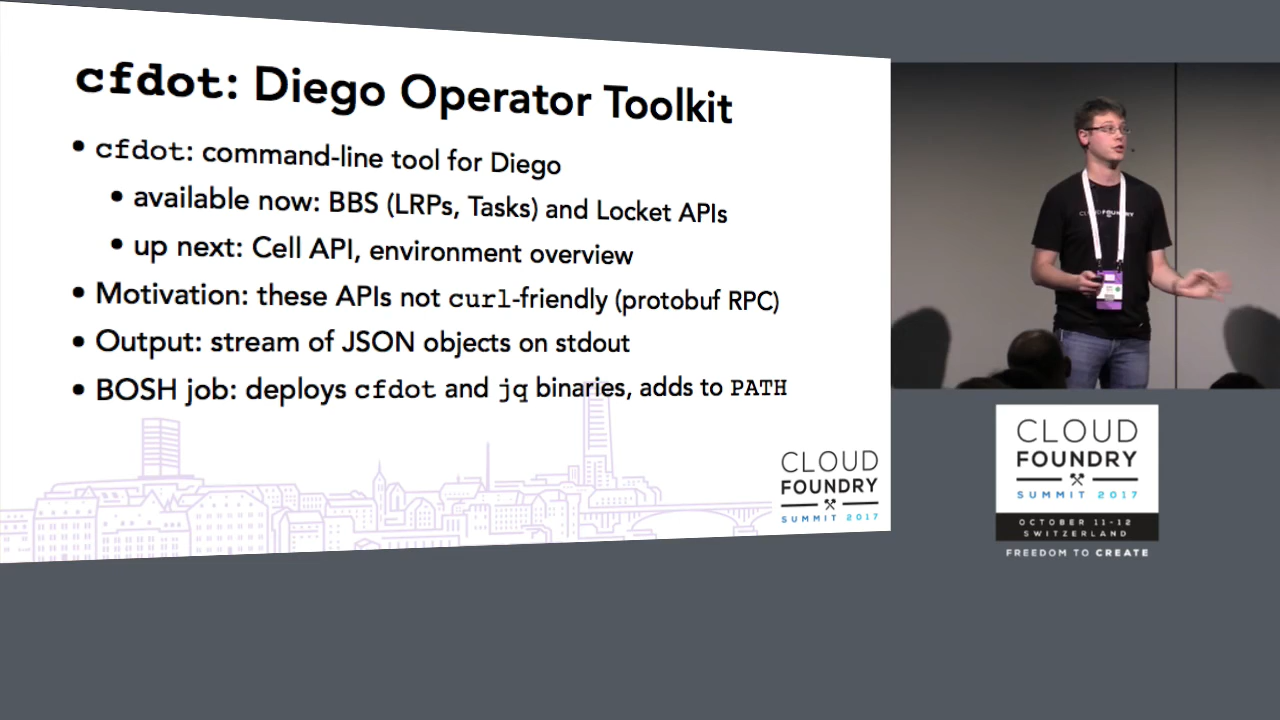 cfdot: Diego Operator Toolkit
• cfdot: command-line tool for Diego
• available now: BBS (LRPs, Tasks) and Locket APIs
• up next: Cell API, environment overview
• Motivation: these APIs not curl-friendly (protobuf RPC)
• Output: stream of JSON objects on stdout
• BOSH job: deploys cfdot and jq binaries, adds to PATH
CLOUD
FOUNDRY
SUMMIT 2017
CLOUD FOUNDRY
CLOUD
FOUNDRY
SUMMIT 2017
OCTOBER 11-12
SWITZERLAND
FREEDOM TO CREATE